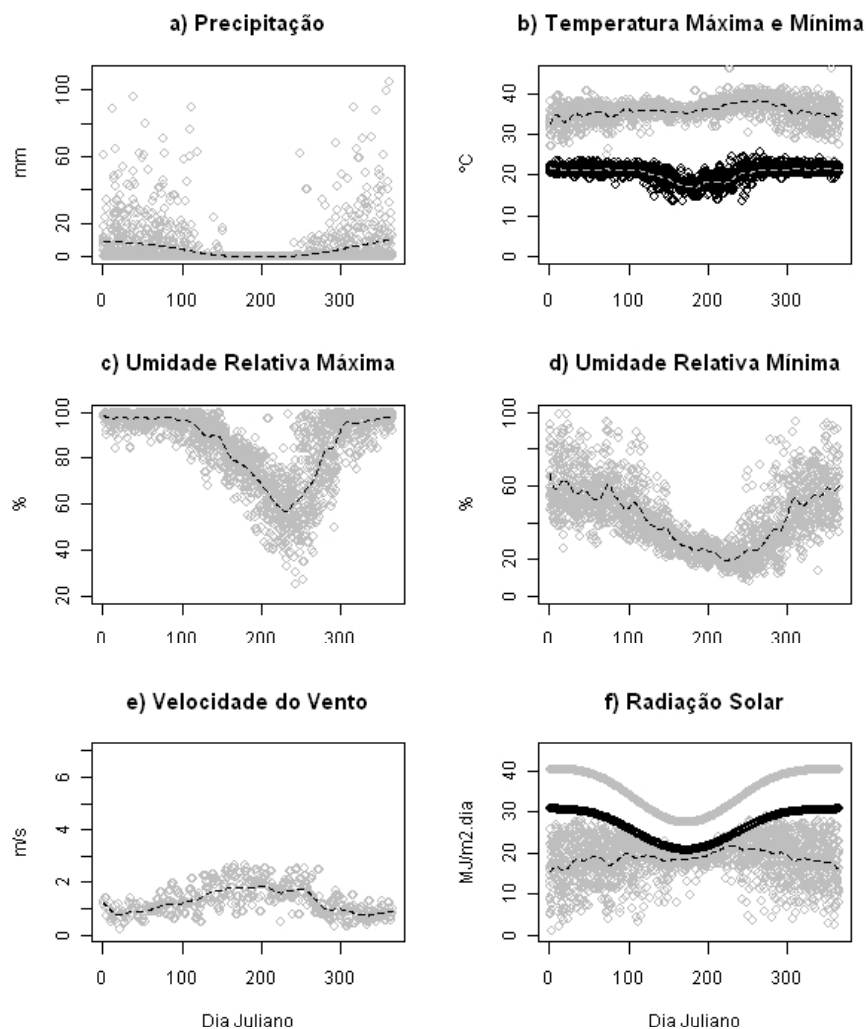 a) Precipitação
mm
0 20 60 100
0 100 200 300
b) Temperatura Máxima e Mínima
ºC
0 10 20 30 40
0 100 200 300
c) Umidade Relativa Máxima
%
20 40 60 80 100
0 100 200 300
d) Umidade Relativa Mínima
%
0 20 40 60 80 100
0 100 200 300
e) Velocidade do Vento
m/s
0 2 4 6
0 100 200 300
Dia Juliano
f) Radiação Solar
MJ/m2.dia
0 10 20 30 40
0 100 200 300
Dia Juliano